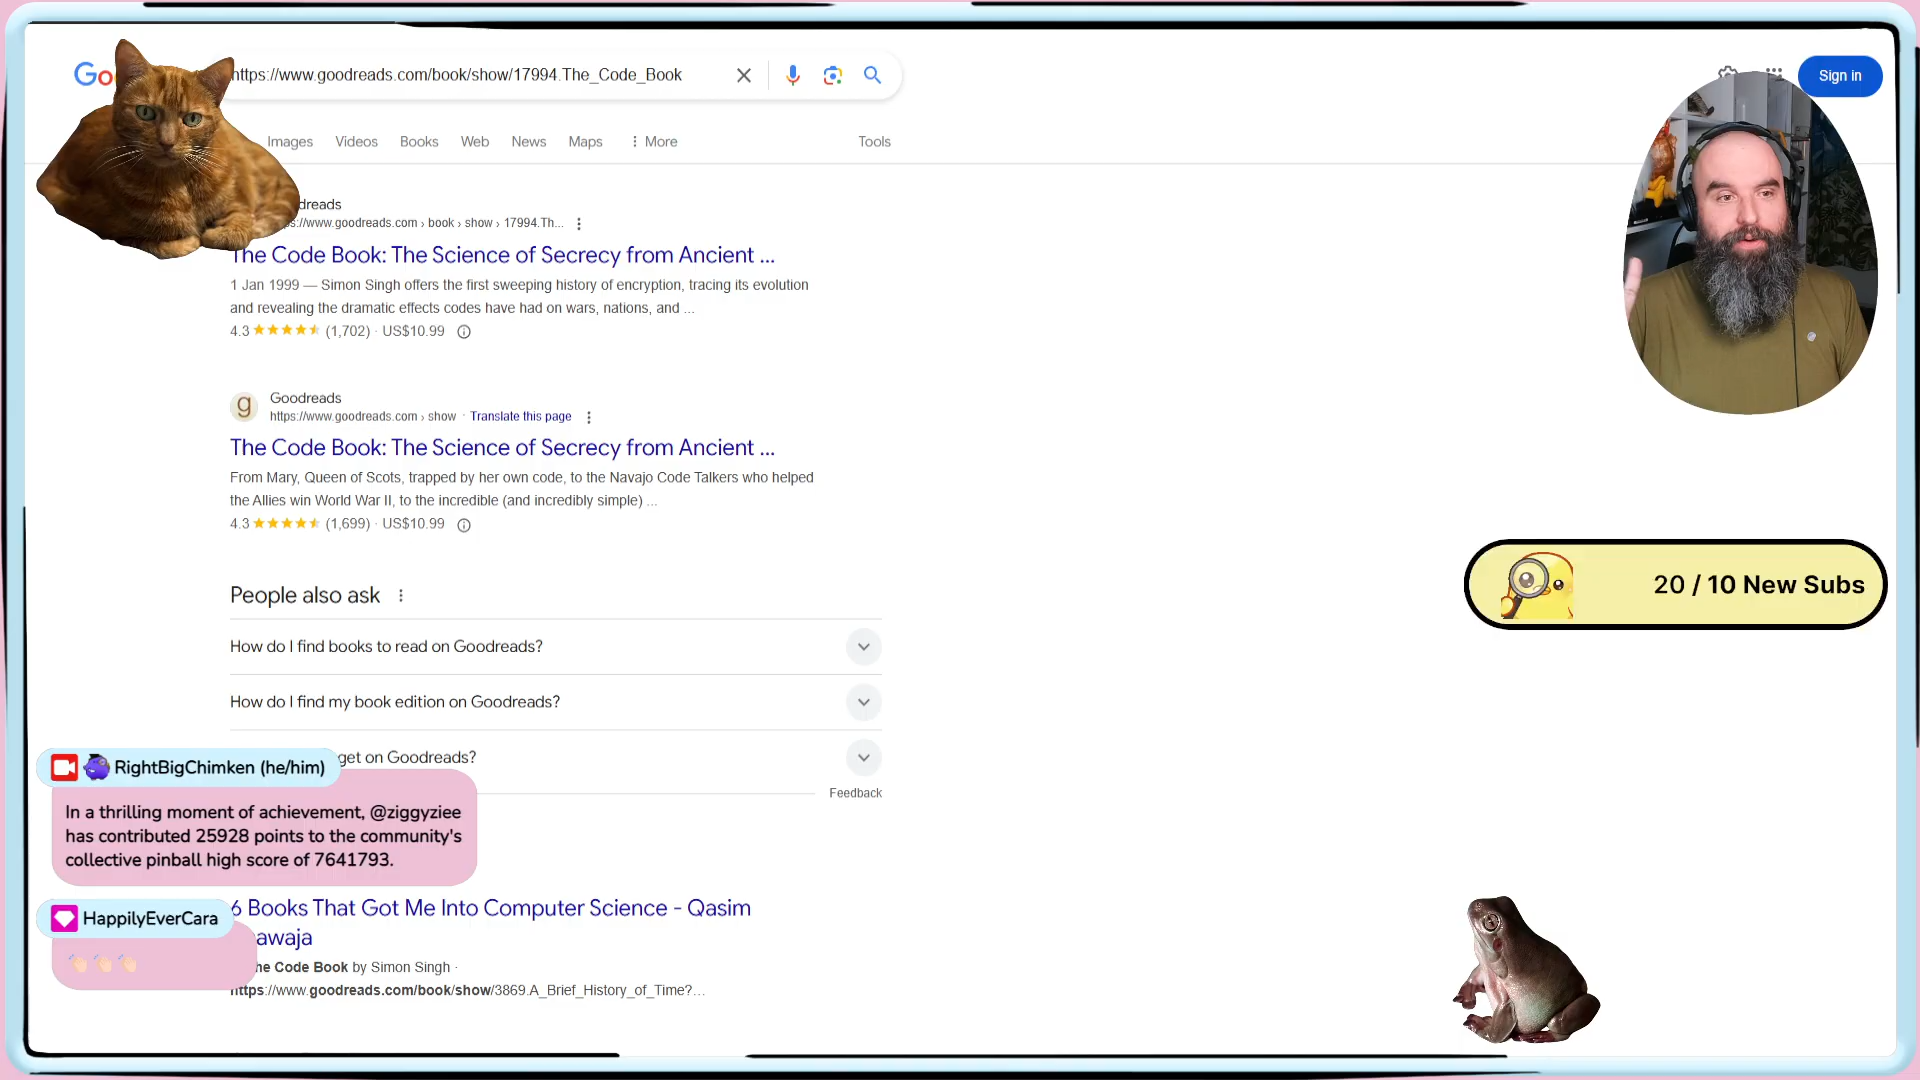 Go
https://www.goodreads.com/book/show/17994.The_Code_Book
Sign in
Images
Videos
Books
Web
News
Maps
More
Tools
dreads
s://www.goodreads.com › book › show › 17994.Th...
The Code Book: The Science of Secrecy from Ancient ...
1 Jan 1999 — Simon Singh offers the first sweeping history of encryption, tracing its evolution
and revealing the dramatic effects codes have had on wars, nations, and ...
4.3 (1,702) · US$10.99
g
Goodreads
https://www.goodreads.com › show · Translate this page
The Code Book: The Science of Secrecy from Ancient ...
From Mary, Queen of Scots, trapped by her own code, to the Navajo Code Talkers who helped
the Allies win World War II, to the incredible (and incredibly simple) ...
4.3 (1,699) · US$10.99
20 / 10 New Subs
People also ask
How do I find books to read on Goodreads?
How do I find my book edition on Goodreads?
get on Goodreads?
Feedback
RightBigChimken (he/him)
In a thrilling moment of achievement, @ziggyziee
has contributed 25928 points to the community's
collective pinball high score of 7641793.
HappilyEverCara
6 Books That Got Me Into Computer Science - Qasim
awaja
he Code Book by Simon Singh ·
https://www.goodreads.com/book/show/3869.A_Brief_History_of_Time?...